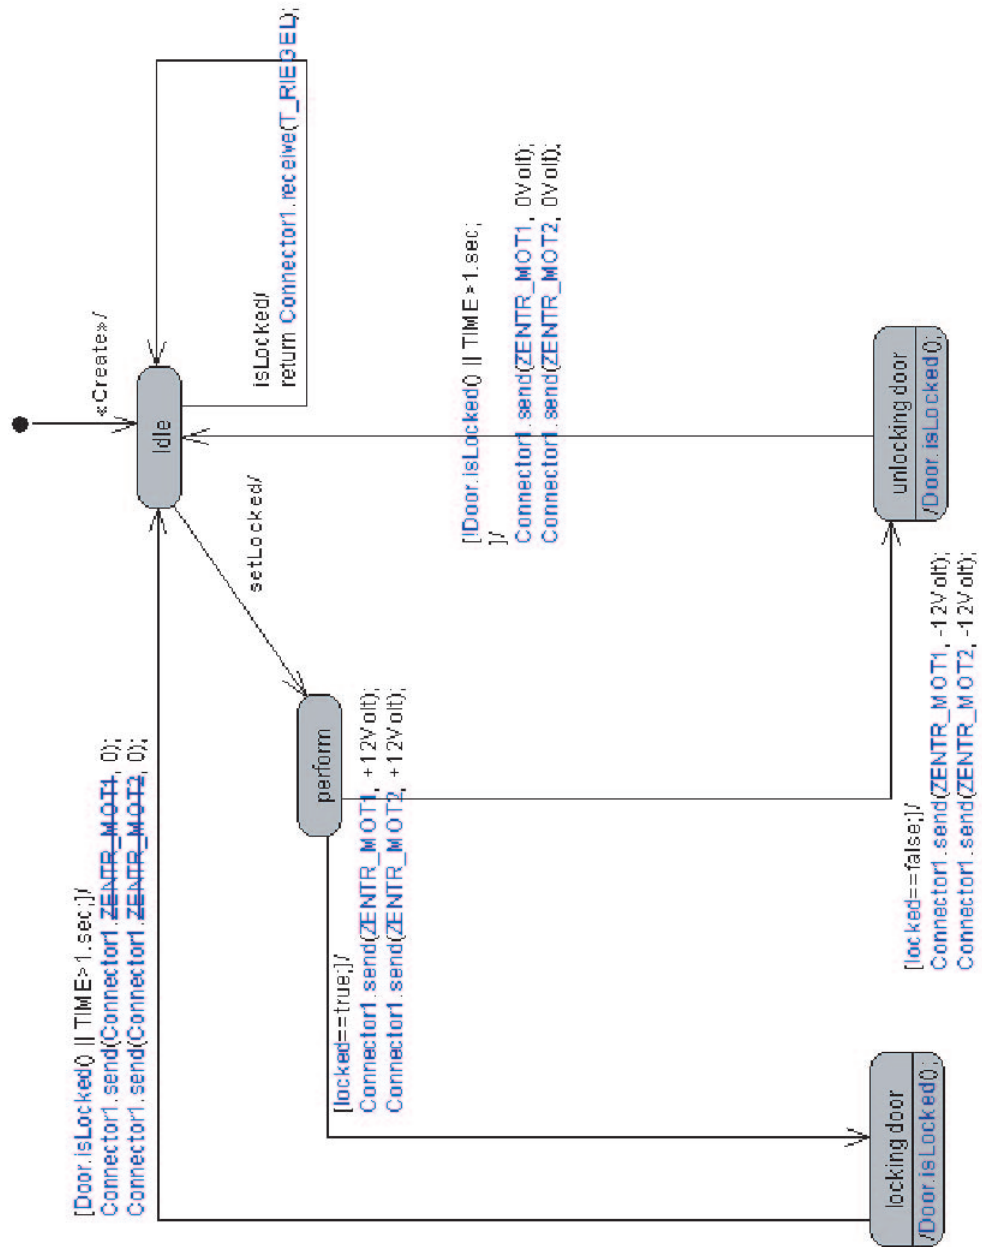 «Create»/
Idle
isLocked/
return Connector1.receive(T_RIEGEL);
setLocked/
[Door.isLocked() || TIME>1.sec;]/
Connector1.send(Connector1.ZENTR_MOT1, 0);
Connector1.send(Connector1.ZENTR_MOT2, 0);
perform
[locked==true;]/
Connector1.send(ZENTR_MOT1, +12Volt);
Connector1.send(ZENTR_MOT2, +12Volt);
[!Door.isLocked() || TIME>1.sec;
]/
Connector1.send(ZENTR_MOT1, 0Volt);
Connector1.send(ZENTR_MOT2, 0Volt);
unlocking door
/Door.isLocked();
[locked==false;]/
Connector1.send(ZENTR_MOT1, -12Volt);
Connector1.send(ZENTR_MOT2, -12Volt);
locking door
/Door.isLocked();